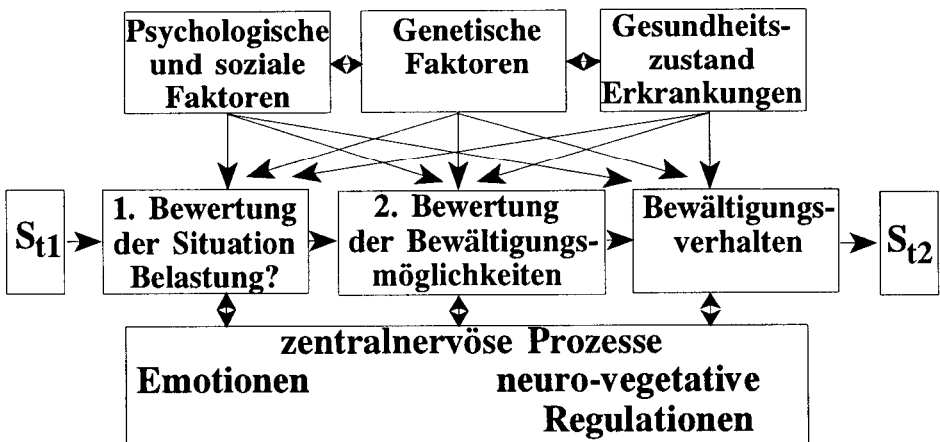 Psychologische
und soziale
Faktoren
Genetische
Faktoren
Gesundheits-
zustand
Erkrankungen
St1
1. Bewertung
der Situation
Belastung?
2. Bewertung
der Bewältigungs-
möglichkeiten
Bewältigungs-
verhalten
St2
zentralnervöse Prozesse
Emotionen
neuro-vegetative
Regulationen